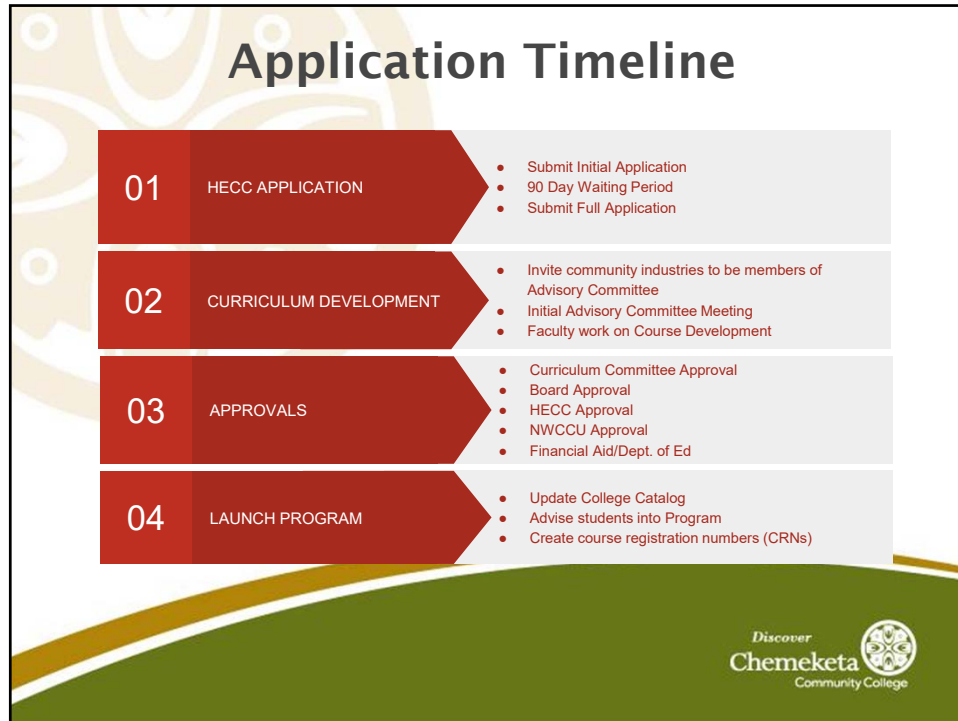 Application Timeline
01
HECC APPLICATION
● Submit Initial Application
● 90 Day Waiting Period
● Submit Full Application
02
CURRICULUM DEVELOPMENT
● Invite community industries to be members of
Advisory Committee
● Initial Advisory Committee Meeting
● Faculty work on Course Development
03
APPROVALS
● Curriculum Committee Approval
● Board Approval
● HECC Approval
● NWCCU Approval
● Financial Aid/Dept. of Ed
04
LAUNCH PROGRAM
● Update College Catalog
● Advise students into Program
● Create course registration numbers (CRNs)
Discover
Chemeketa
Community College